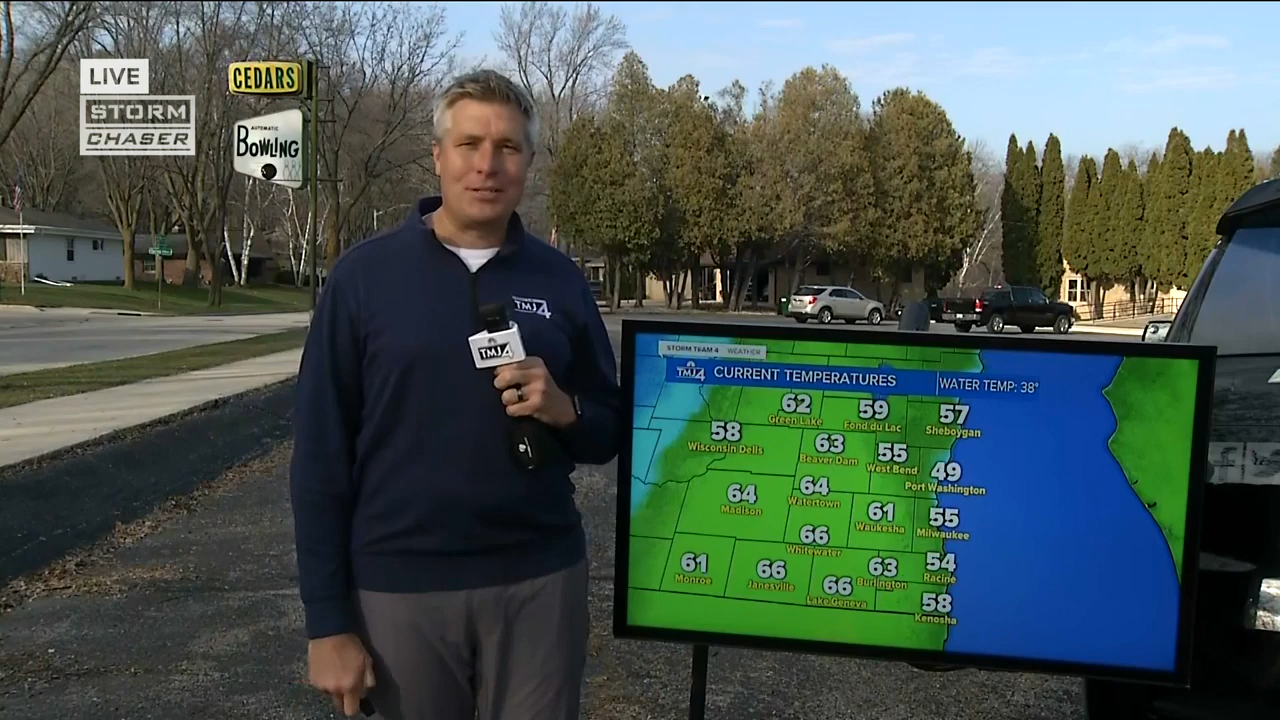 LIVE
STORM
CHASER
CEDARS
AUTOMATIC
BOWLING
TMJ4
TMJ4
STORM TEAM 4 WEATHER
TMJ4 CURRENT TEMPERATURES
WATER TEMP: 38°
62
Green Lake
59
Fond du Lac
57
Sheboygan
58
Wisconsin Dells
63
Beaver Dam
55
West Bend
49
Port Washington
64
Madison
64
Watertown
61
Waukesha
55
Milwaukee
66
Whitewater
61
Monroe
66
Janesville
66
Lake Geneva
63
Burlington
54
Racine
58
Kenosha